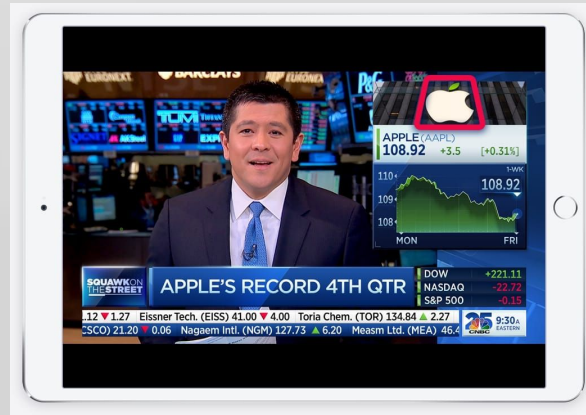 EURONEXT
BARCLAYS
EURONEXT
P&G
TUMI
APPLE (AAPL)
108.92 +3.5 [+0.31%]
1-WK
110
108.92
109
108
MON FRI
SQUAWK ON THE STREET
APPLE'S RECORD 4TH QTR
DOW +221.11
NASDAQ -22.72
S&P 500 -0.15
.12 ▼ 1.27 Eissner Tech. (EISS) 41.00 ▼ 4.00 Toria Chem. (TOR) 134.84 ▲ 2.27
CSCO) 21.20 ▼ 0.06 Nagaem Intl. (NGM) 127.73 ▲ 6.20 Measm Ltd. (MEA) 46.4
25
CNBC
9:30A
EASTERN